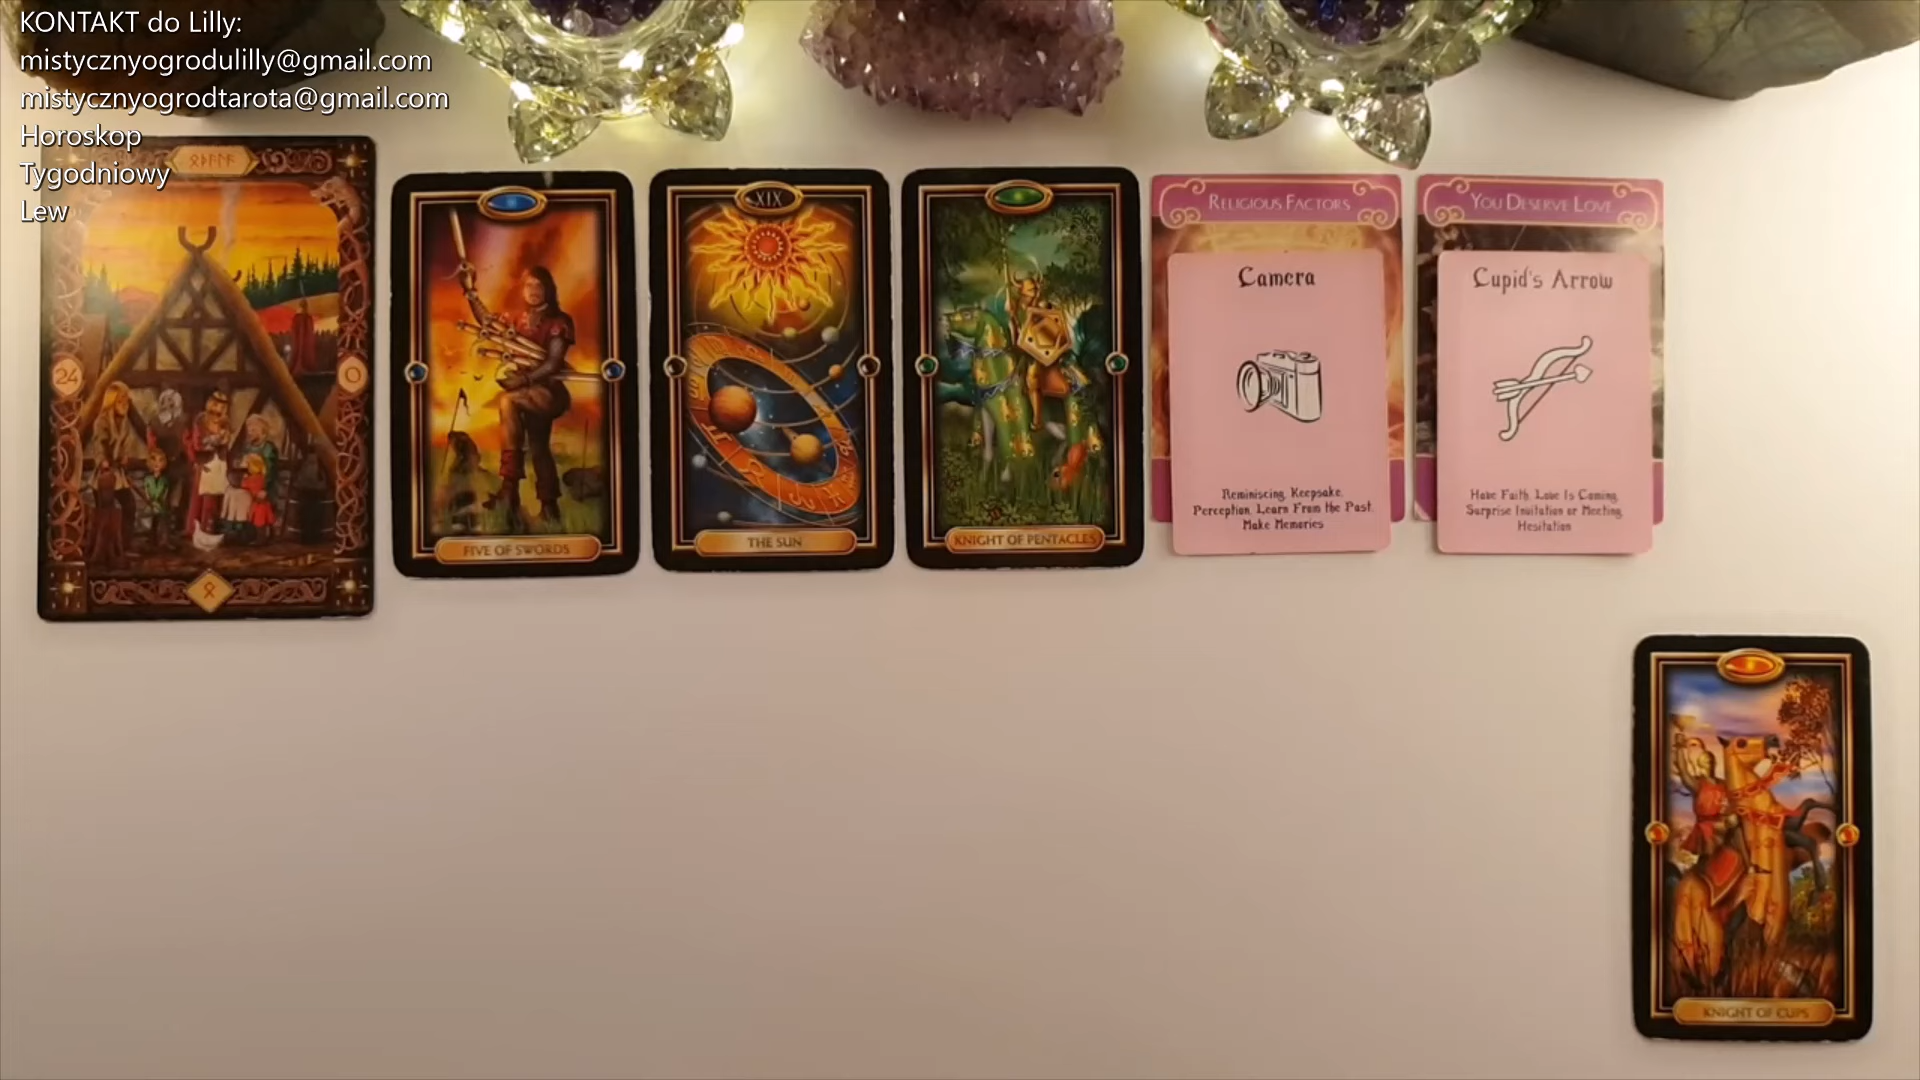 KONTAKT do Lilly:
mistycznyogrodulilly@gmail.com
mistycznyogrodtarota@gmail.com
Horoskop
Tygodniowy
Lew
ᛟᚦᚨᛚᚨ
24
O
ᛟ
FIVE OF SWORDS
XIX
THE SUN
KNIGHT OF PENTACLES
RELIGIOUS FACTORS
Camera
Reminiscing, Keepsake,
Perception, Learn From the Past,
Make Memories
YOU DESERVE LOVE
Cupid's Arrow
Have Faith, Love Is Coming,
Surprise Invitation or Meeting,
Hesitation
KNIGHT OF CUPS